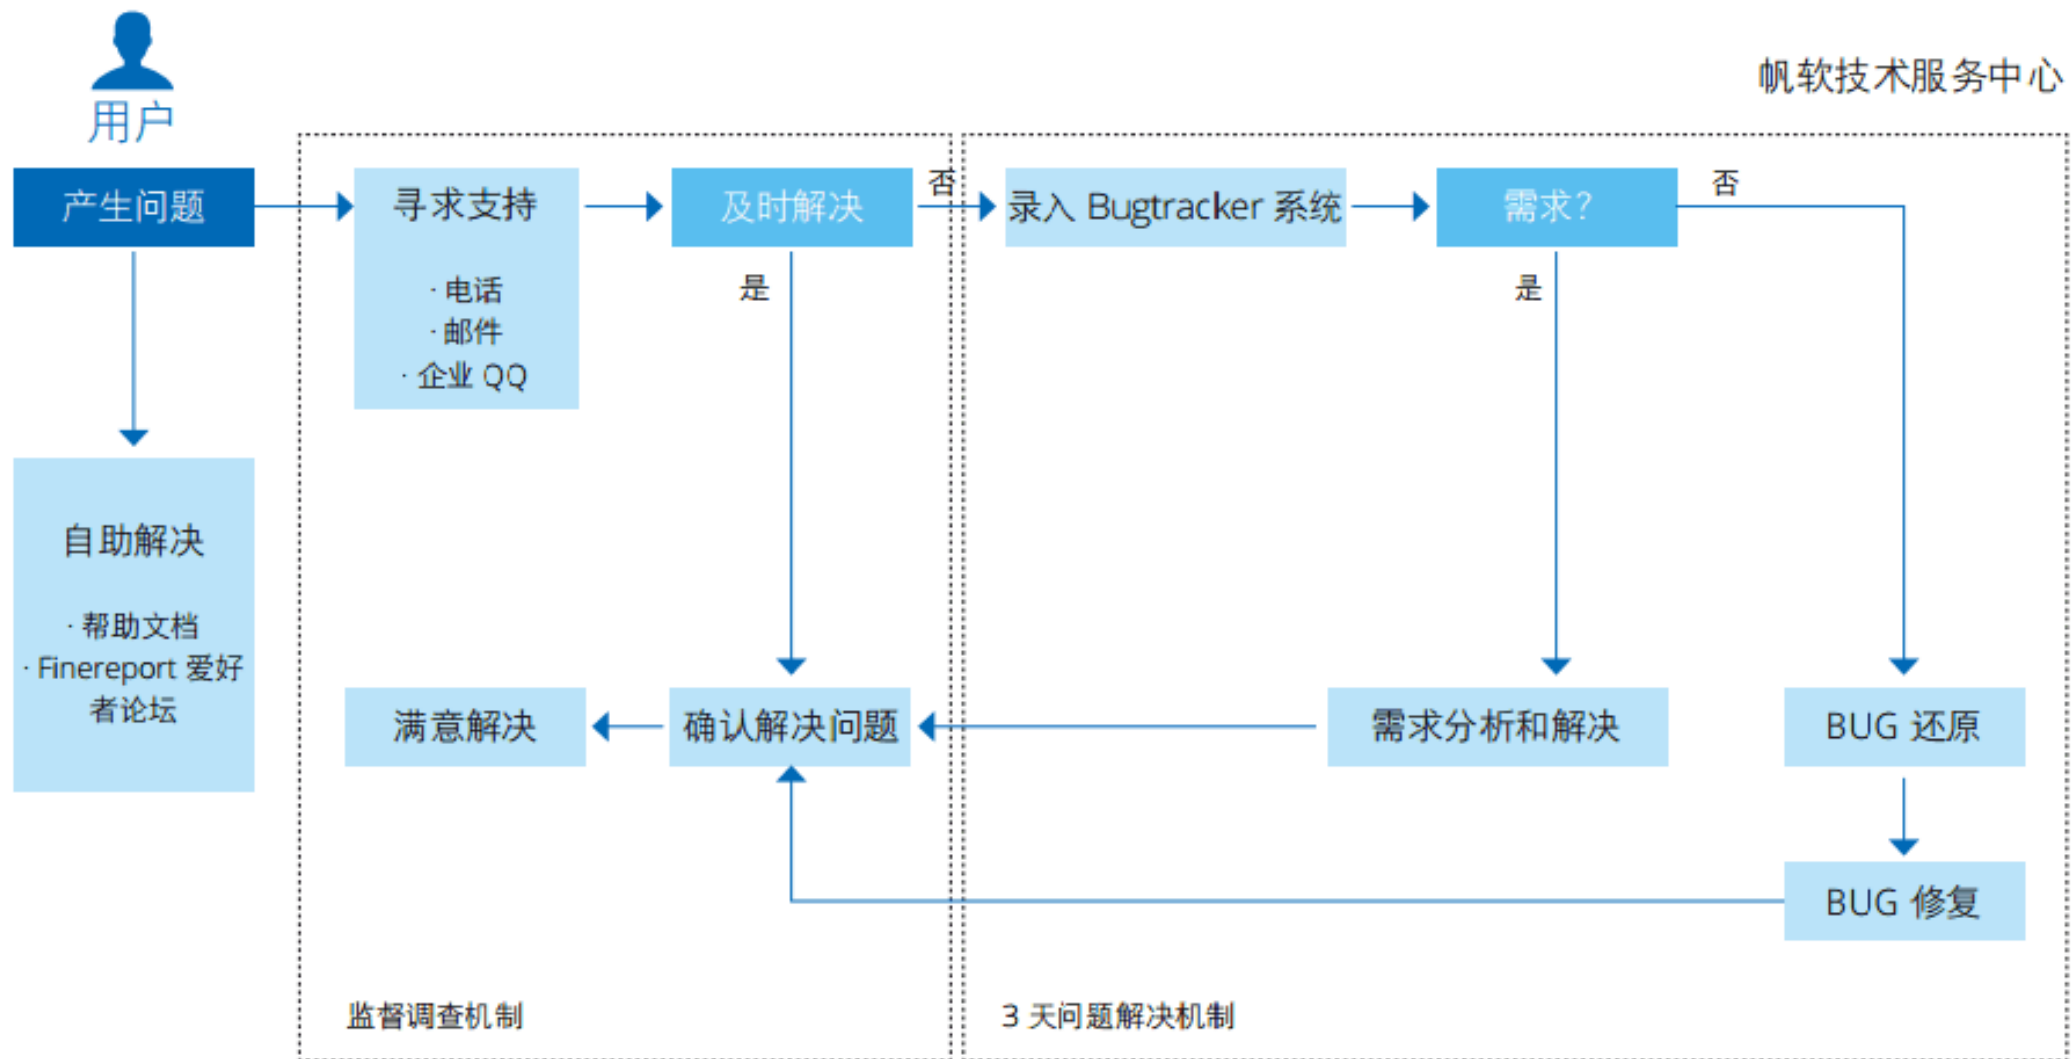 用户
帆软技术服务中心
产生问题
寻求支持
· 电话
· 邮件
· 企业 QQ
及时解决
否
是
录入 Bugtracker 系统
需求?
否
是
自助解决
· 帮助文档
· Finereport 爱好
者论坛
满意解决
确认解决问题
需求分析和解决
BUG 还原
BUG 修复
监督调查机制
3 天问题解决机制